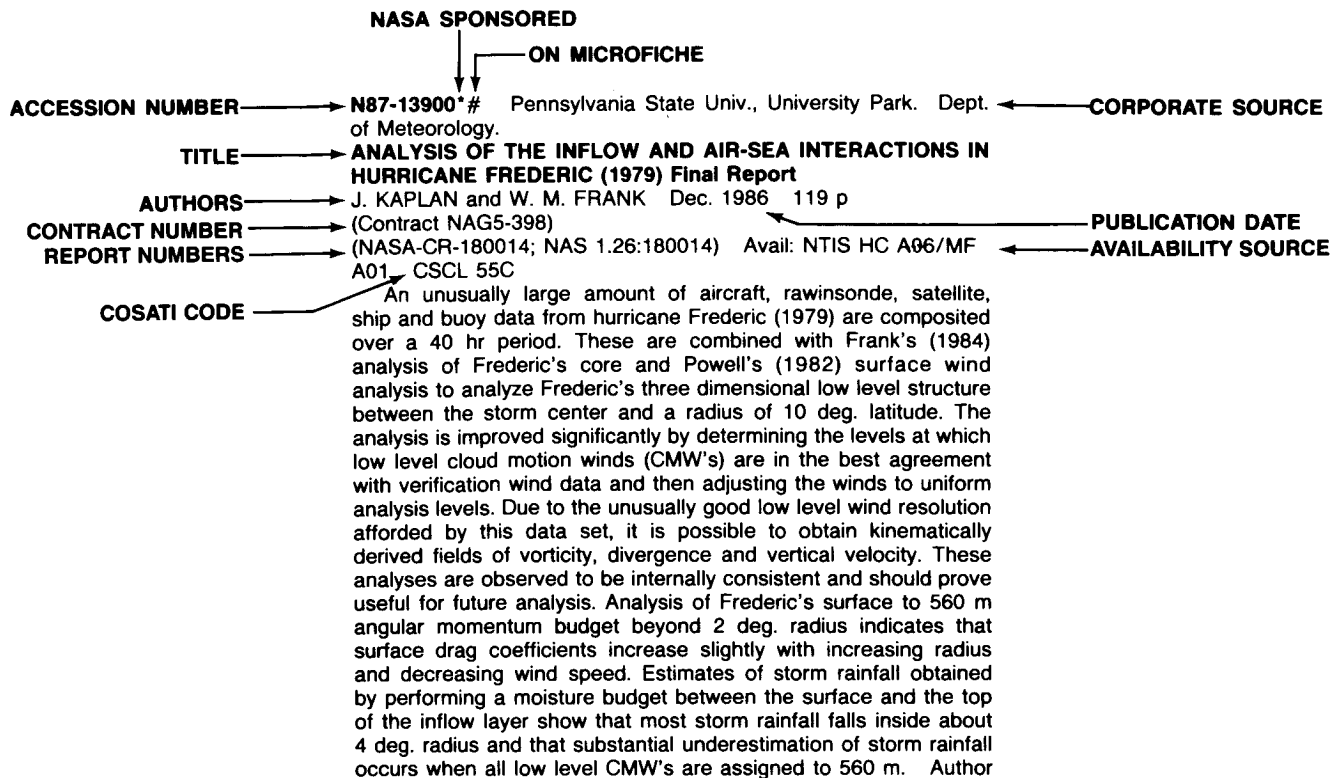 NASA SPONSORED
ON MICROFICHE
ACCESSION NUMBER N87-13900*# Pennsylvania State Univ., University Park. Dept. CORPORATE SOURCE
of Meteorology.
TITLE ANALYSIS OF THE INFLOW AND AIR-SEA INTERACTIONS IN
HURRICANE FREDERIC (1979) Final Report
AUTHORS J. KAPLAN and W. M. FRANK Dec. 1986 119 p
CONTRACT NUMBER (Contract NAG5-398) PUBLICATION DATE
REPORT NUMBERS (NASA-CR-180014; NAS 1.26:180014) Avail: NTIS HC A06/MF AVAILABILITY SOURCE
A01 CSCL 55C
COSATI CODE
An unusually large amount of aircraft, rawinsonde, satellite,
ship and buoy data from hurricane Frederic (1979) are composited
over a 40 hr period. These are combined with Frank's (1984)
analysis of Frederic's core and Powell's (1982) surface wind
analysis to analyze Frederic's three dimensional low level structure
between the storm center and a radius of 10 deg. latitude. The
analysis is improved significantly by determining the levels at which
low level cloud motion winds (CMW's) are in the best agreement
with verification wind data and then adjusting the winds to uniform
analysis levels. Due to the unusually good low level wind resolution
afforded by this data set, it is possible to obtain kinematically
derived fields of vorticity, divergence and vertical velocity. These
analyses are observed to be internally consistent and should prove
useful for future analysis. Analysis of Frederic's surface to 560 m
angular momentum budget beyond 2 deg. radius indicates that
surface drag coefficients increase slightly with increasing radius
and decreasing wind speed. Estimates of storm rainfall obtained
by performing a moisture budget between the surface and the top
of the inflow layer show that most storm rainfall falls inside about
4 deg. radius and that substantial underestimation of storm rainfall
occurs when all low level CMW's are assigned to 560 m. Author